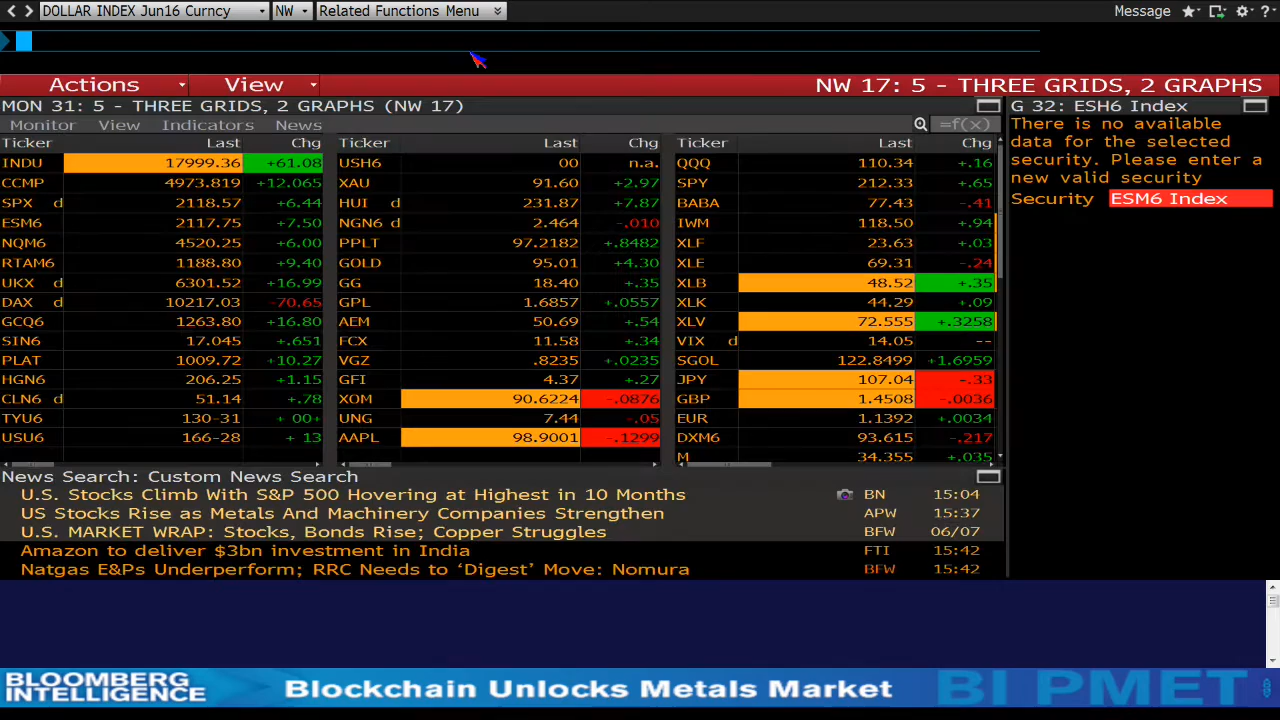 DOLLAR INDEX Jun16 Curncy NW Related Functions Menu Message
Actions View NW 17: 5 - THREE GRIDS, 2 GRAPHS
MON 31: 5 - THREE GRIDS, 2 GRAPHS (NW 17)
Monitor View Indicators News =f(x)
Ticker Last Chg Ticker Last Chg Ticker Last Chg
INDU 17999.36 +61.08 USH6 00 n.a. QQQ 110.34 +.16
CCMP 4973.819 +12.065 XAU 91.60 +2.97 SPY 212.33 +.65
SPX d 2118.57 +6.44 HUI d 231.87 +7.87 BABA 77.43 -.41
ESM6 2117.75 +7.50 NGN6 d 2.464 -.010 IWM 118.50 +.94
NQM6 4520.25 +6.00 PPLT 97.2182 +.8482 XLF 23.63 +.03
RTAM6 1188.80 +9.40 GOLD 95.01 +4.30 XLE 69.31 -.24
UKX d 6301.52 +16.99 GG 18.40 +.35 XLB 48.52 +.35
DAX d 10217.03 -70.65 GPL 1.6857 +.0557 XLK 44.29 +.09
GCQ6 1263.80 +16.80 AEM 50.69 +.54 XLV 72.555 +.3258
SIN6 17.045 +.651 FCX 11.58 +.34 VIX d 14.05 --
PLAT 1009.72 +10.27 VGZ .8235 +.0235 SGOL 122.8499 +1.6959
HGN6 206.25 +1.15 GFI 4.37 +.27 JPY 107.04 -.33
CLN6 d 51.14 +.78 XOM 90.6224 -.0876 GBP 1.4508 -.0036
TYU6 130-31 + 00+ UNG 7.44 -.05 EUR 1.1392 +.0034
USU6 166-28 + 13 AAPL 98.9001 -.1299 DXM6 93.615 -.217
M 34.355 +.035
G 32: ESH6 Index
There is no available
data for the selected
security. Please enter a
new valid security
Security ESM6 Index
News Search: Custom News Search
U.S. Stocks Climb With S&P 500 Hovering at Highest in 10 Months BN 15:04
US Stocks Rise as Metals And Machinery Companies Strengthen APW 15:37
U.S. MARKET WRAP: Stocks, Bonds Rise; Copper Struggles BFW 06/07
Amazon to deliver $3bn investment in India FTI 15:42
Natgas E&Ps Underperform; RRC Needs to ‘Digest’ Move: Nomura BFW 15:42
BLOOMBERG
INTELLIGENCE
Blockchain Unlocks Metals Market
BI PMET